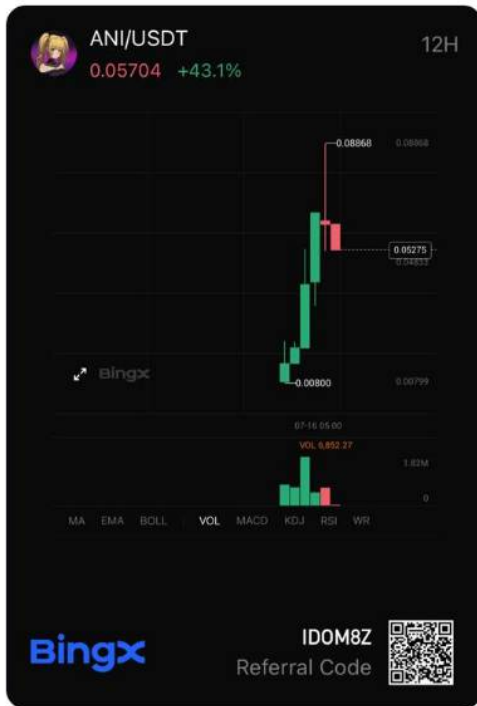 ANI/USDT
12H
0.05704 +43.1%
0.08868
0.08868
0.05275
0.04833
BingX
0.00800
0.00799
07-16 05:00
VOL 6,852.27
1.82M
0
MA EMA BOLL VOL MACD KDJ RSI WR
BingX
IDOM8Z
Referral Code